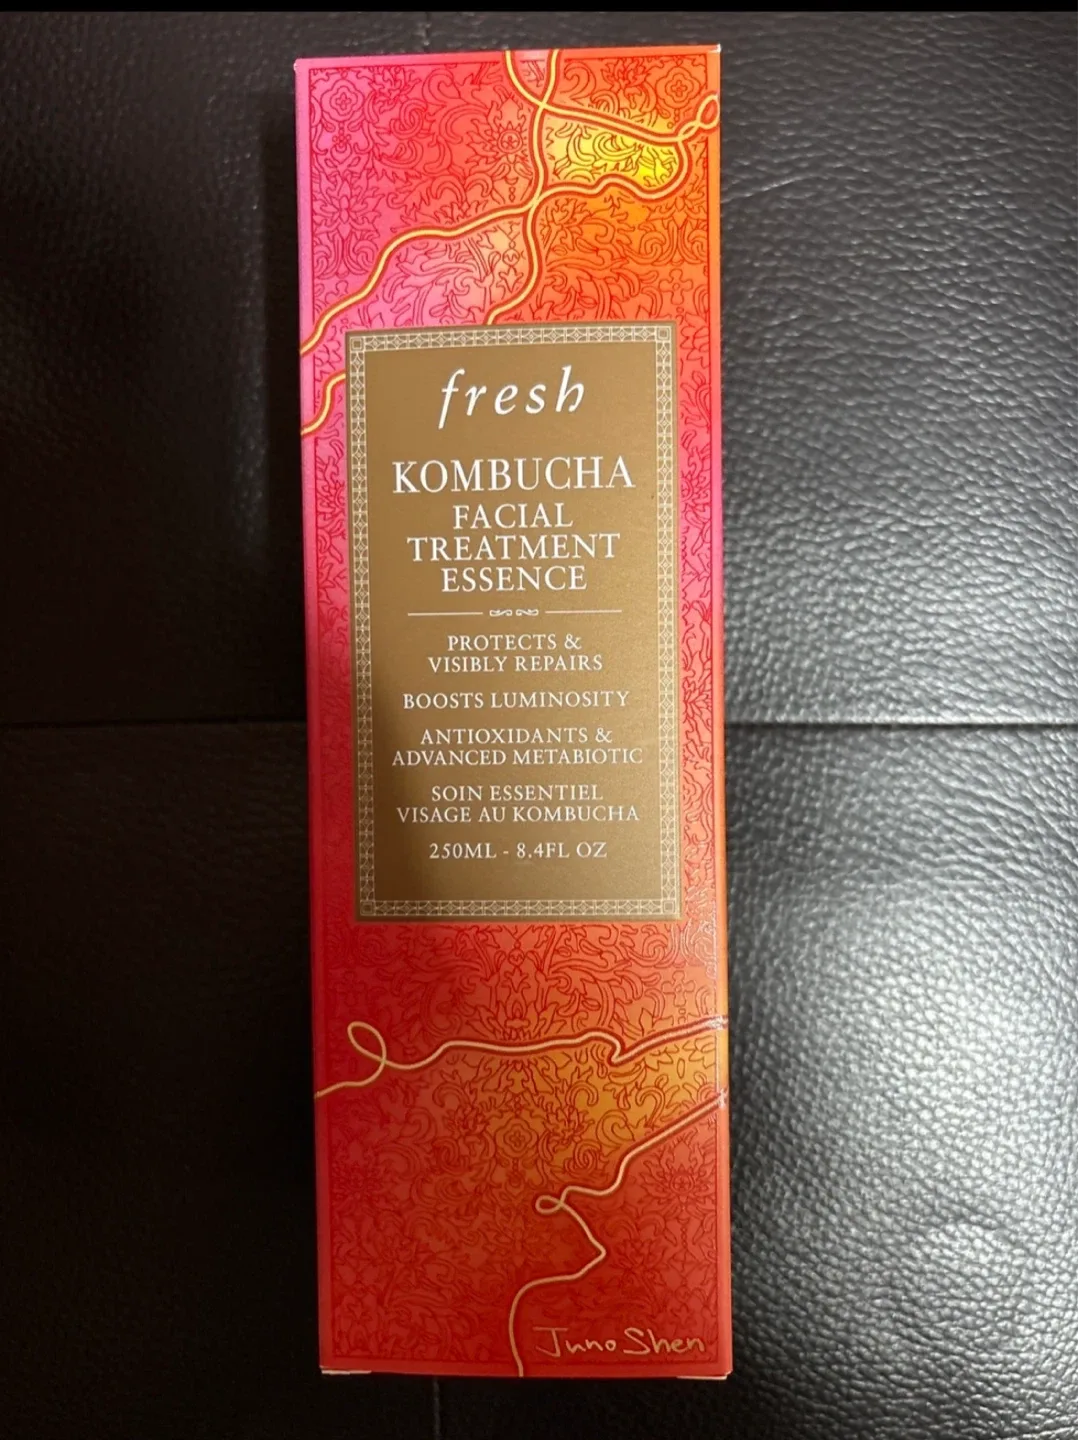 fresh
KOMBUCHA
FACIAL
TREATMENT
ESSENCE
PROTECTS &
VISIBLY REPAIRS
BOOSTS LUMINOSITY
ANTIOXIDANTS &
ADVANCED METABIOTIC
SOIN ESSENTIEL
VISAGE AU KOMBUCHA
250ML - 8.4FL OZ
Juno Shen